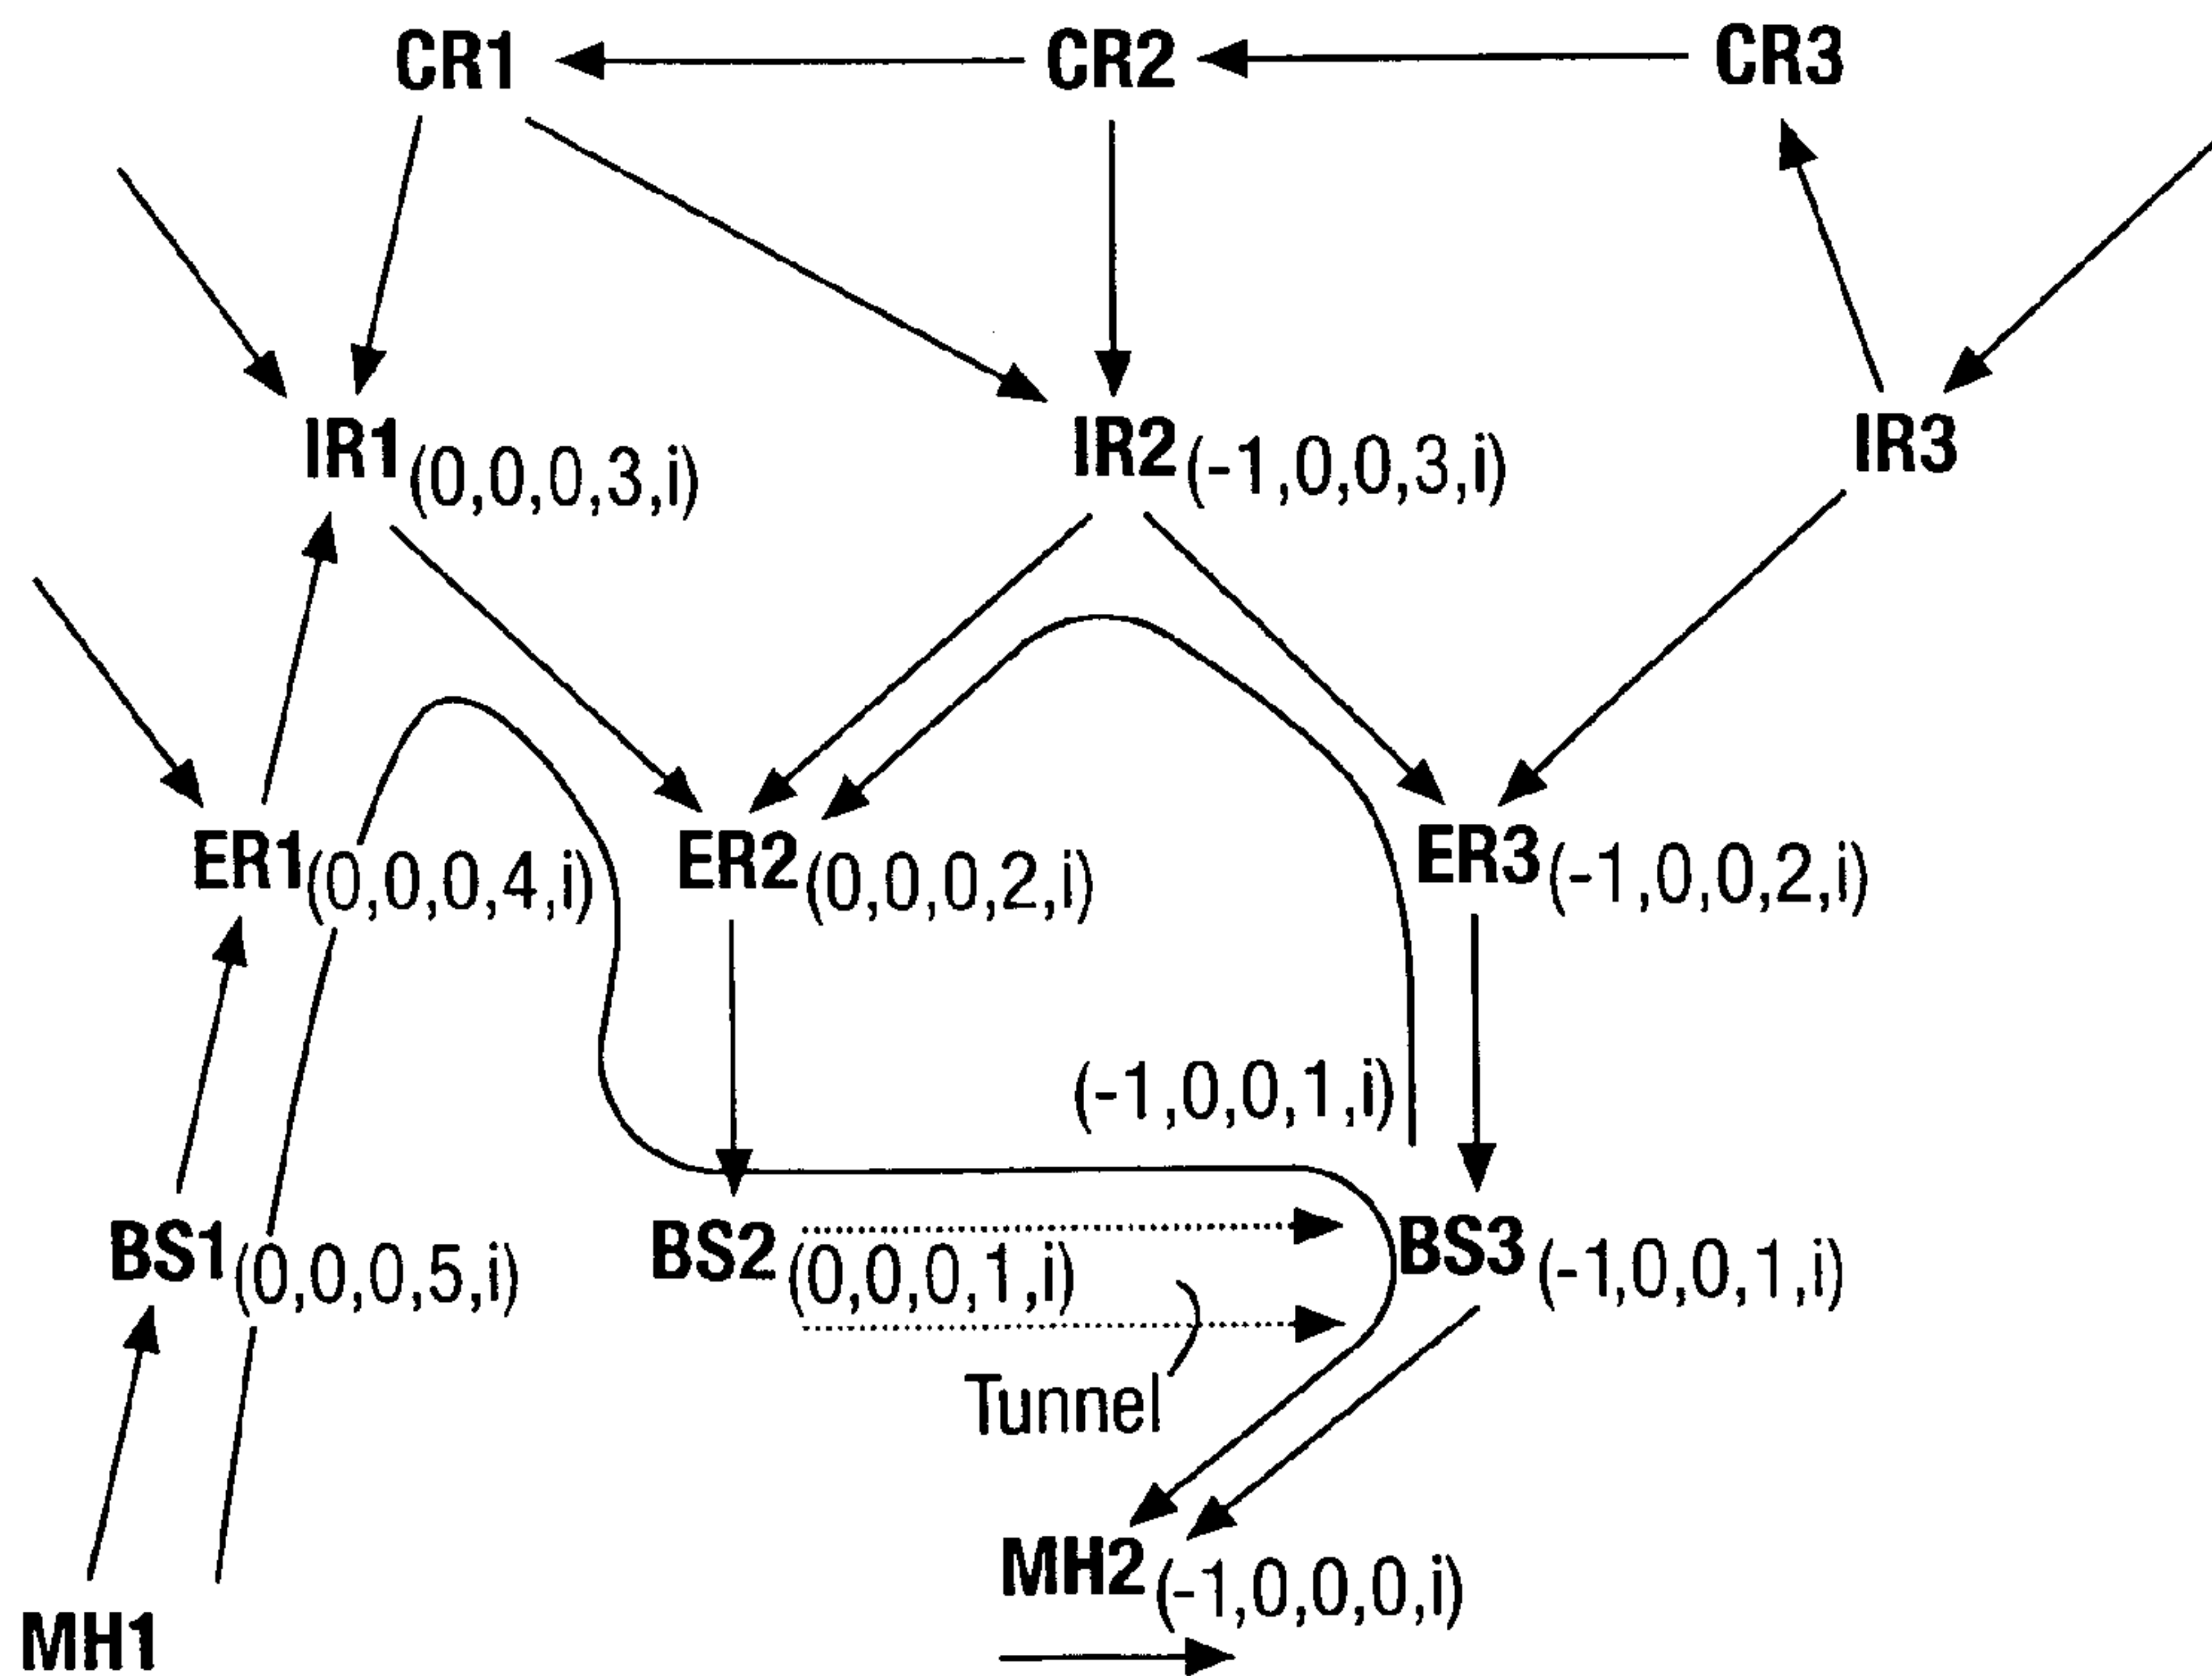 CR1 CR2 CR3
IR1(0,0,0,3,i) IR2(-1,0,0,3,i) IR3
ER1(0,0,0,4,i) ER2(0,0,0,2,i) ER3(-1,0,0,2,i)
(-1,0,0,1,i)
BS1(0,0,0,5,i) BS2(0,0,0,1,i) BS3(-1,0,0,1,i)
Tunnel
MH2(-1,0,0,0,i)
MH1